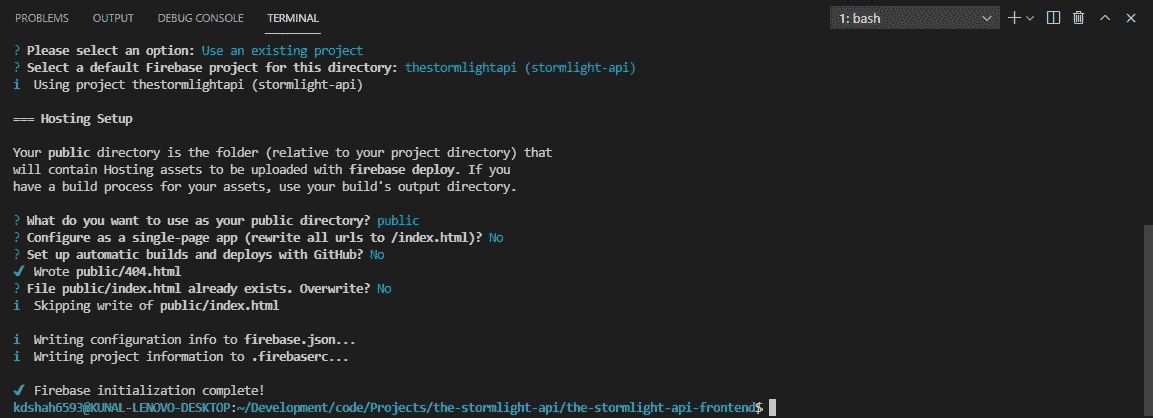 PROBLEMS OUTPUT DEBUG CONSOLE TERMINAL 1: bash
? Please select an option: Use an existing project
? Select a default Firebase project for this directory: thestormlightapi (stormlight-api)
i Using project thestormlightapi (stormlight-api)
=== Hosting Setup
Your public directory is the folder (relative to your project directory) that
will contain Hosting assets to be uploaded with firebase deploy. If you
have a build process for your assets, use your build's output directory.
? What do you want to use as your public directory? public
? Configure as a single-page app (rewrite all urls to /index.html)? No
? Set up automatic builds and deploys with GitHub? No
✔ Wrote public/404.html
? File public/index.html already exists. Overwrite? No
i Skipping write of public/index.html
i Writing configuration info to firebase.json...
i Writing project information to .firebaserc...
✔ Firebase initialization complete!
kdshah6593@KUNAL-LENOVO-DESKTOP:~/Development/code/Projects/the-stormlight-api/the-stormlight-api-frontend$